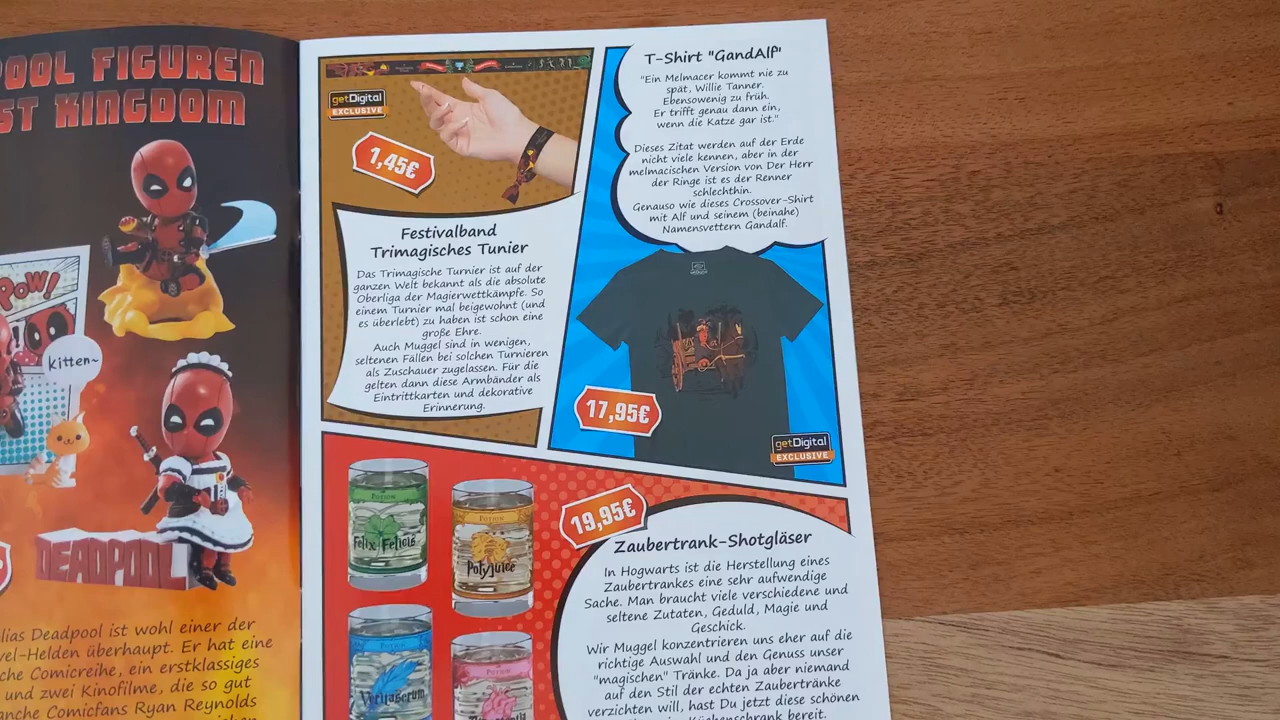 POOL FIGUREN
ST KINGDOM
POW!
kitten~
DEADPOOL
lias Deadpool ist wohl einer der
vel-Helden überhaupt. Er hat eine
che Comicreihe, ein erstklassiges
und zwei Kinofilme, die so gut
anche Comicfans Ryan Reynolds
getDigital
EXCLUSIVE
1,45€
Festivalband
Trimagisches Tunier
Das Trimagische Turnier ist auf der
ganzen Welt bekannt als die absolute
Oberliga der Magierwettkämpfe. So
einem Turnier mal beigewohnt (und
es überlebt) zu haben ist schon eine
große Ehre.
Auch Muggel sind in wenigen,
seltenen Fällen bei solchen Turnieren
als Zuschauer zugelassen. Für die
gelten dann diese Armbänder als
Eintrittkarten und dekorative
Erinnerung.
T-Shirt "GandAlf"
"Ein Melmacer kommt nie zu
spät, Willie Tanner.
Ebensowenig zu früh.
Er trifft genau dann ein,
wenn die Katze gar ist."
Dieses Zitat werden auf der Erde
nicht viele kennen, aber in der
melmacischen Version von Der Herr
der Ringe ist es der Renner
schlechthin.
Genauso wie dieses Crossover-Shirt
mit Alf und seinem (beinahe)
Namensvettern Gandalf.
17,95€
getDigital
EXCLUSIVE
POTION
Felix Felicis
POTION
Polyjuice
POTION
Veritaserum
POTION
19,95€
Zaubertrank-Shotgläser
In Hogwarts ist die Herstellung eines
Zaubertrankes eine sehr aufwendige
Sache. Man braucht viele verschiedene und
seltene Zutaten, Geduld, Magie und
Geschick.
Wir Muggel konzentrieren uns eher auf die
richtige Auswahl und den Genuss unser
"magischen" Tränke. Da ja aber niemand
auf den Stil der echten Zaubertränke
verzichten will, hast Du jetzt diese schönen
Küchenschrank bereit.